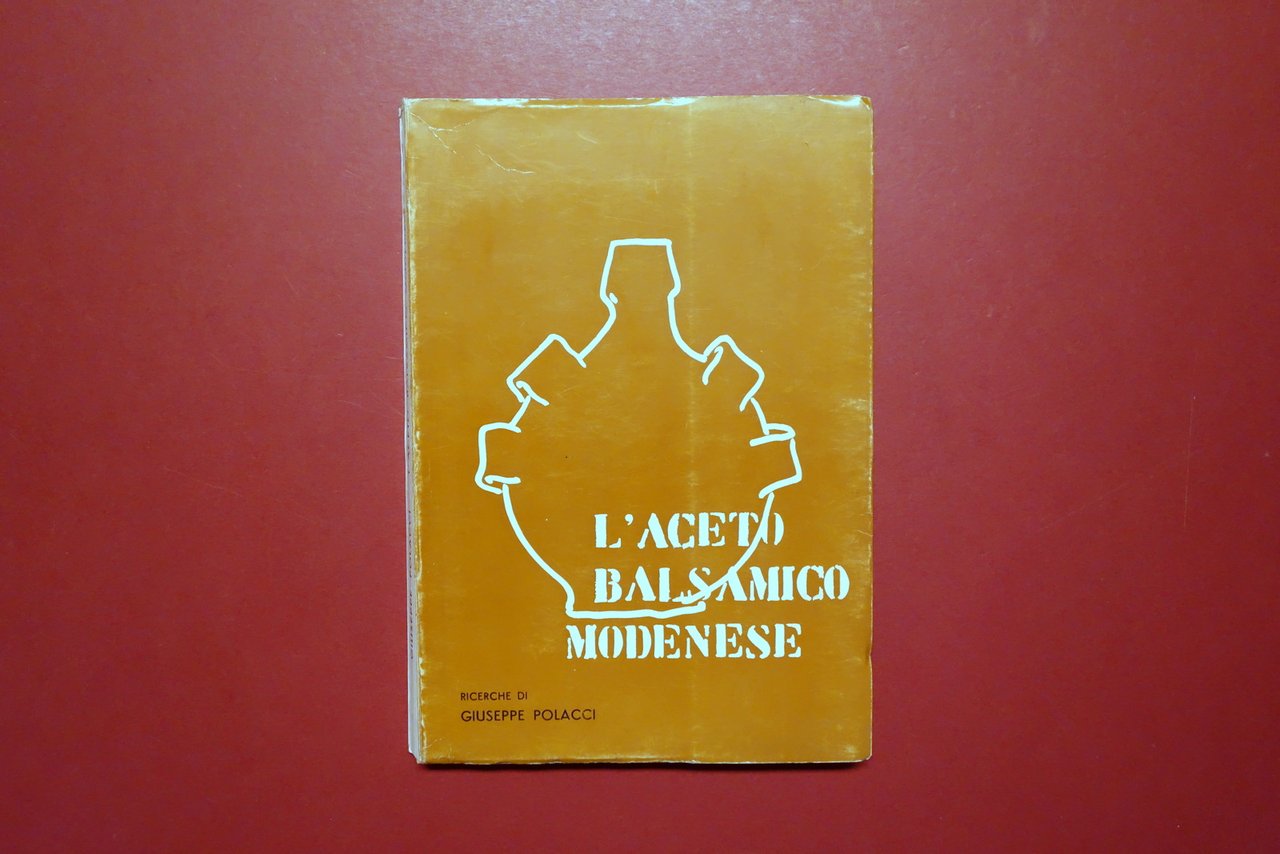 L'ACETO
BALSAMICO
MODENESE
RICERCHE DI
GIUSEPPE POLACCI